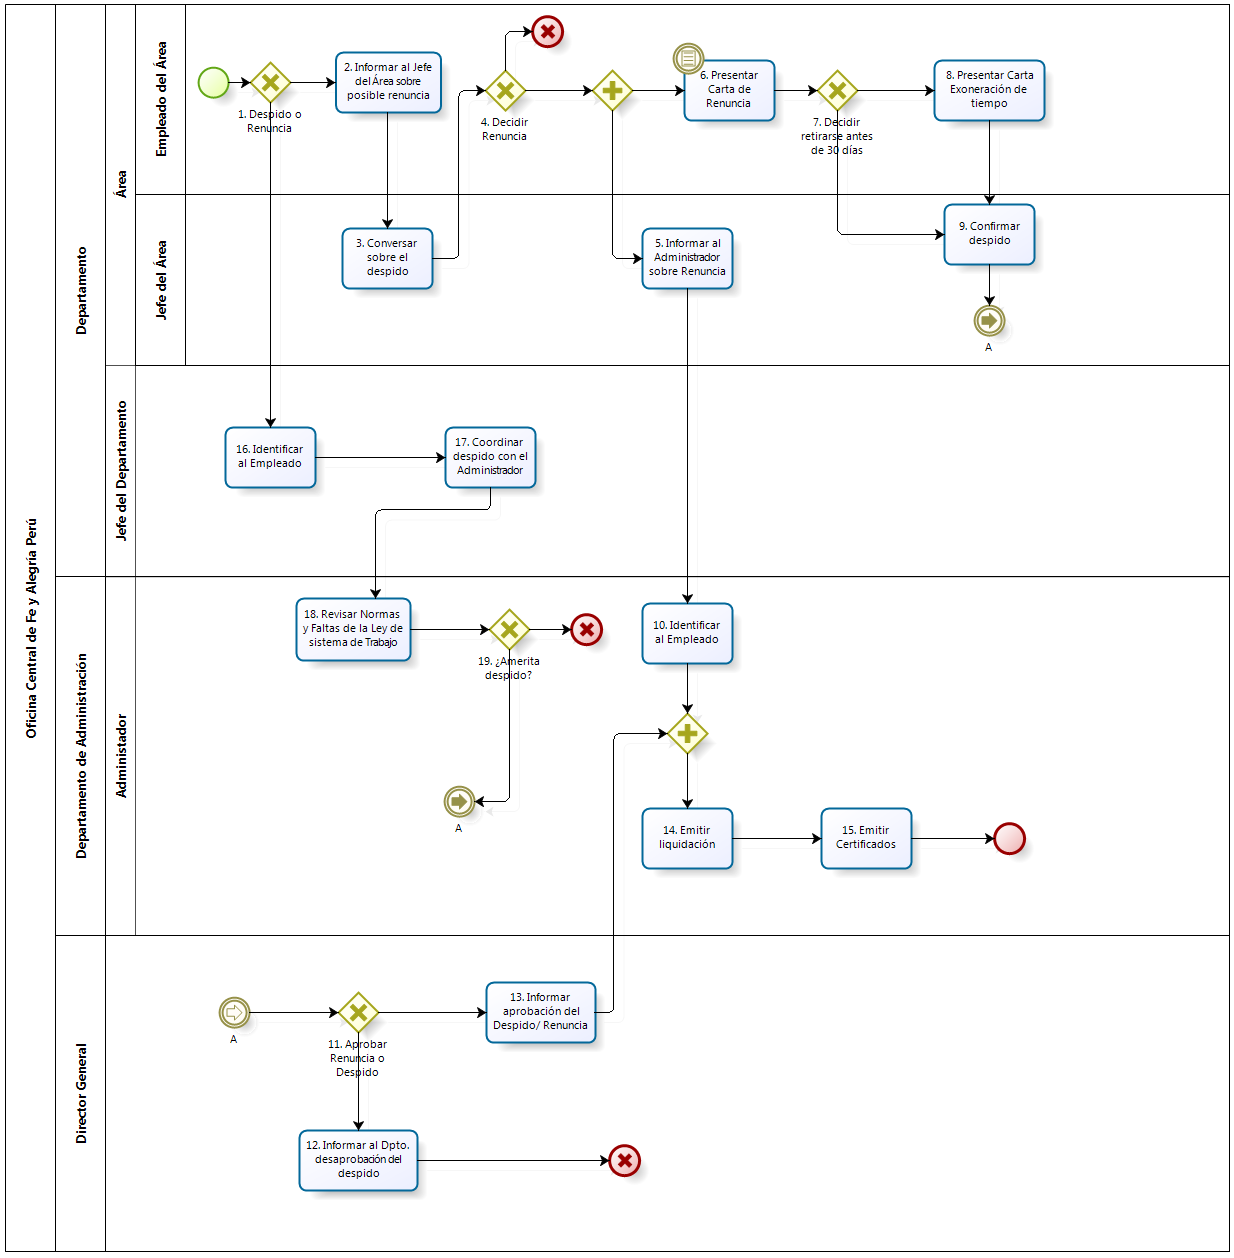 Oficina Central de Fe y Alegría Perú
Departamento
Área
Empleado del Área
1. Despido o
Renuncia
2. Informar al Jefe
del Área sobre
posible renuncia
4. Decidir
Renuncia
6. Presentar
Carta de
Renuncia
7. Decidir
retirarse antes
de 30 días
8. Presentar Carta
Exoneración de
tiempo
Jefe del Área
3. Conversar
sobre el
despido
5. Informar al
Administrador
sobre Renuncia
9. Confirmar
despido
A
Jefe del Departamento
16. Identificar
al Empleado
17. Coordinar
despido con el
Administrador
Departamento de Administración
Administador
18. Revisar Normas
y Faltas de la Ley de
sistema de Trabajo
19. ¿Amerita
despido?
A
10. Identificar
al Empleado
14. Emitir
liquidación
15. Emitir
Certificados
Director General
A
11. Aprobar
Renuncia o
Despido
13. Informar
aprobación del
Despido/ Renuncia
12. Informar al Dpto.
desaprobación del
despido